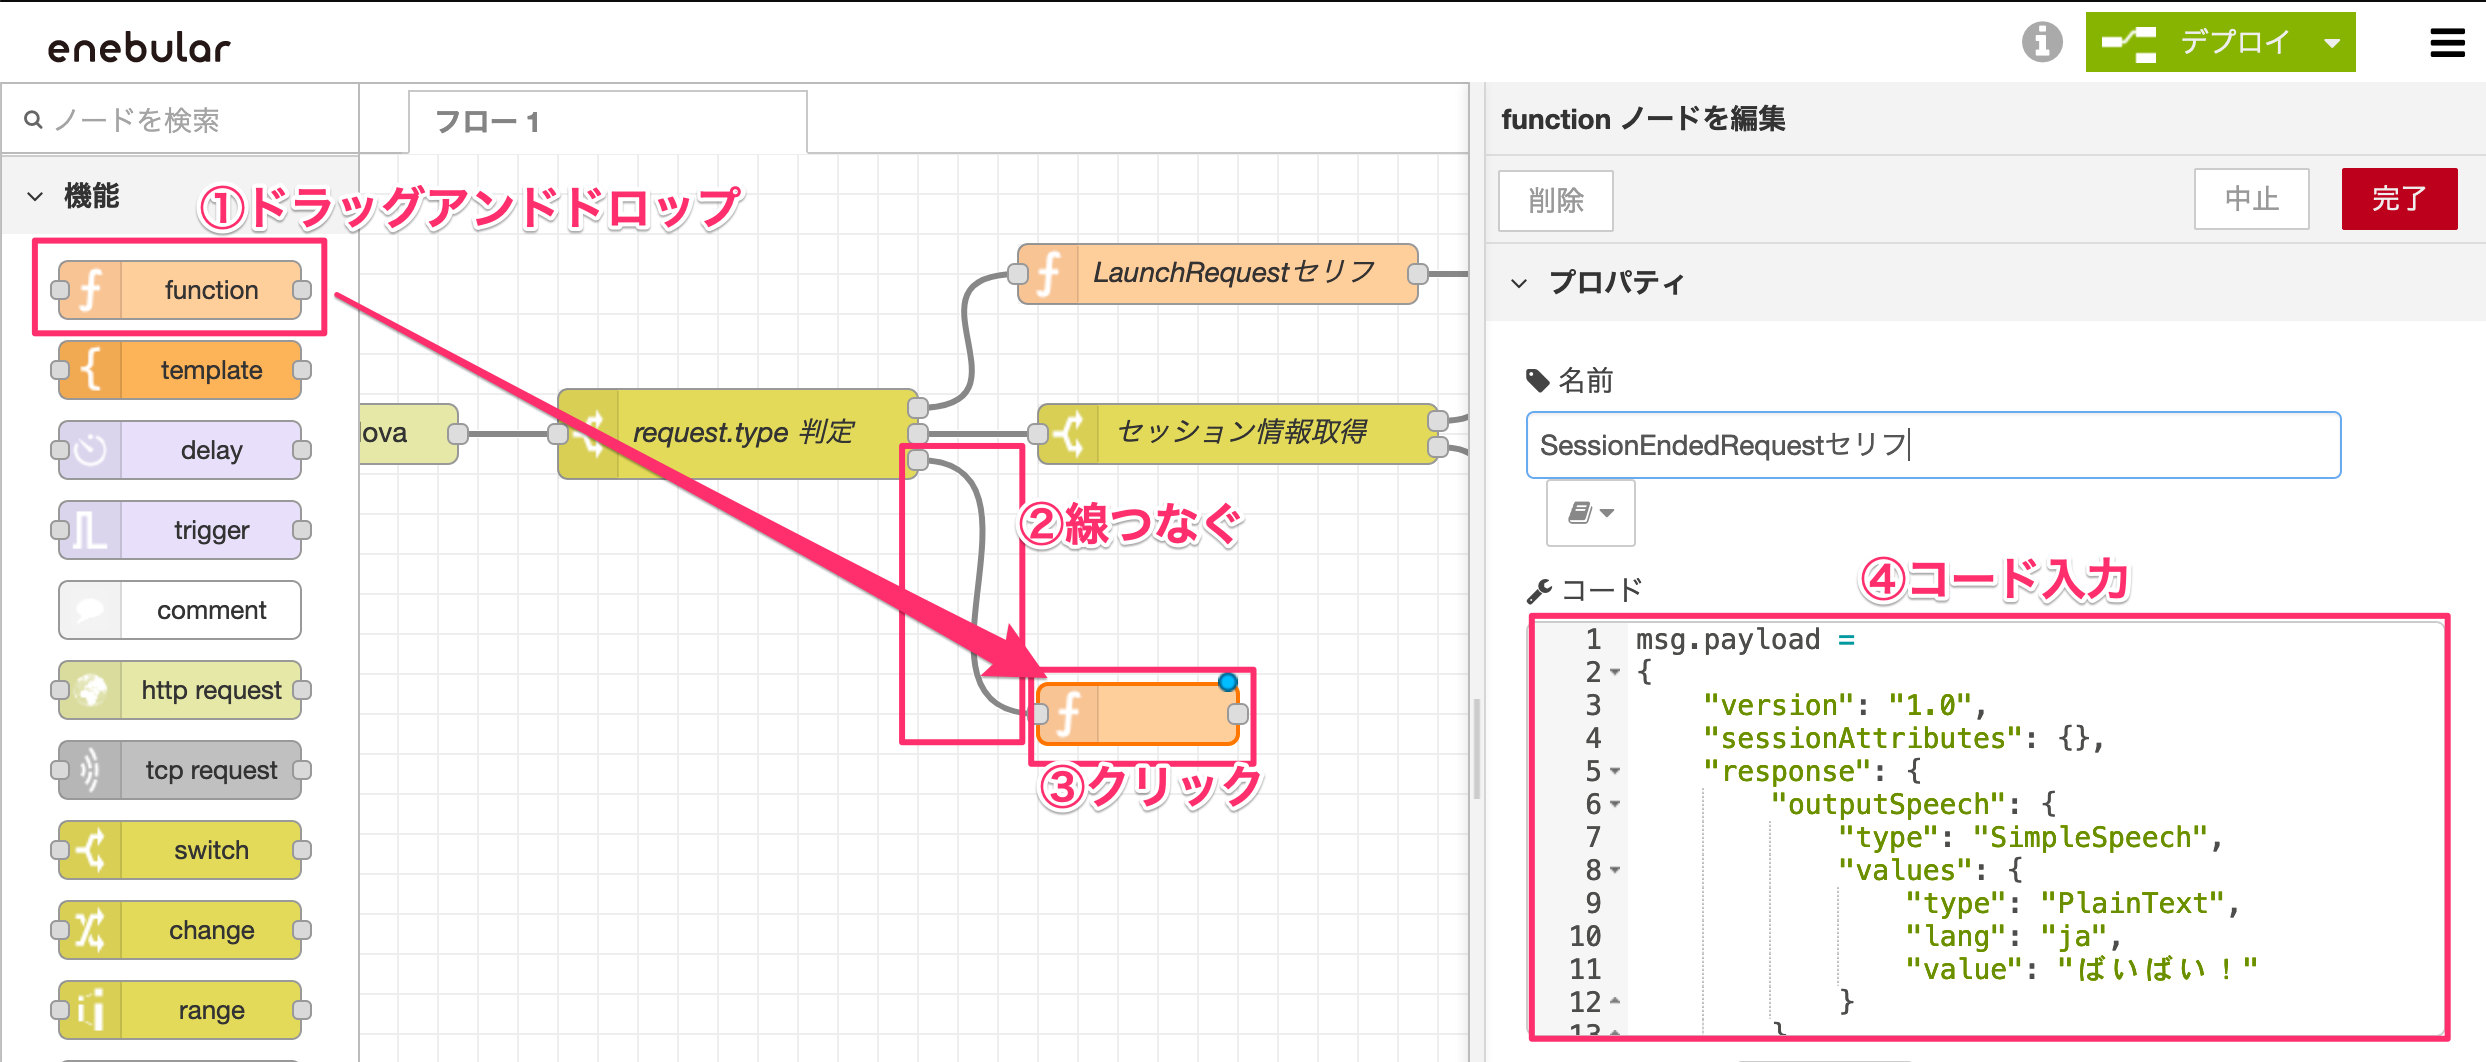 enebular
デプロイ
ノードを検索
フロー 1
機能
①ドラッグアンドドロップ
function
template
delay
trigger
comment
http request
tcp request
switch
change
range
ova
request.type 判定
LaunchRequestセリフ
セッション情報取得
②線つなぐ
③クリック
function ノードを編集
削除
中止
完了
プロパティ
名前
SessionEndedRequestセリフ
コード
④コード入力
1 msg.payload =
2 {
3 "version": "1.0",
4 "sessionAttributes": {},
5 "response": {
6 "outputSpeech": {
7 "type": "SimpleSpeech",
8 "values": {
9 "type": "PlainText",
10 "lang": "ja",
11 "value": "ばいばい！"
12 }
13 }